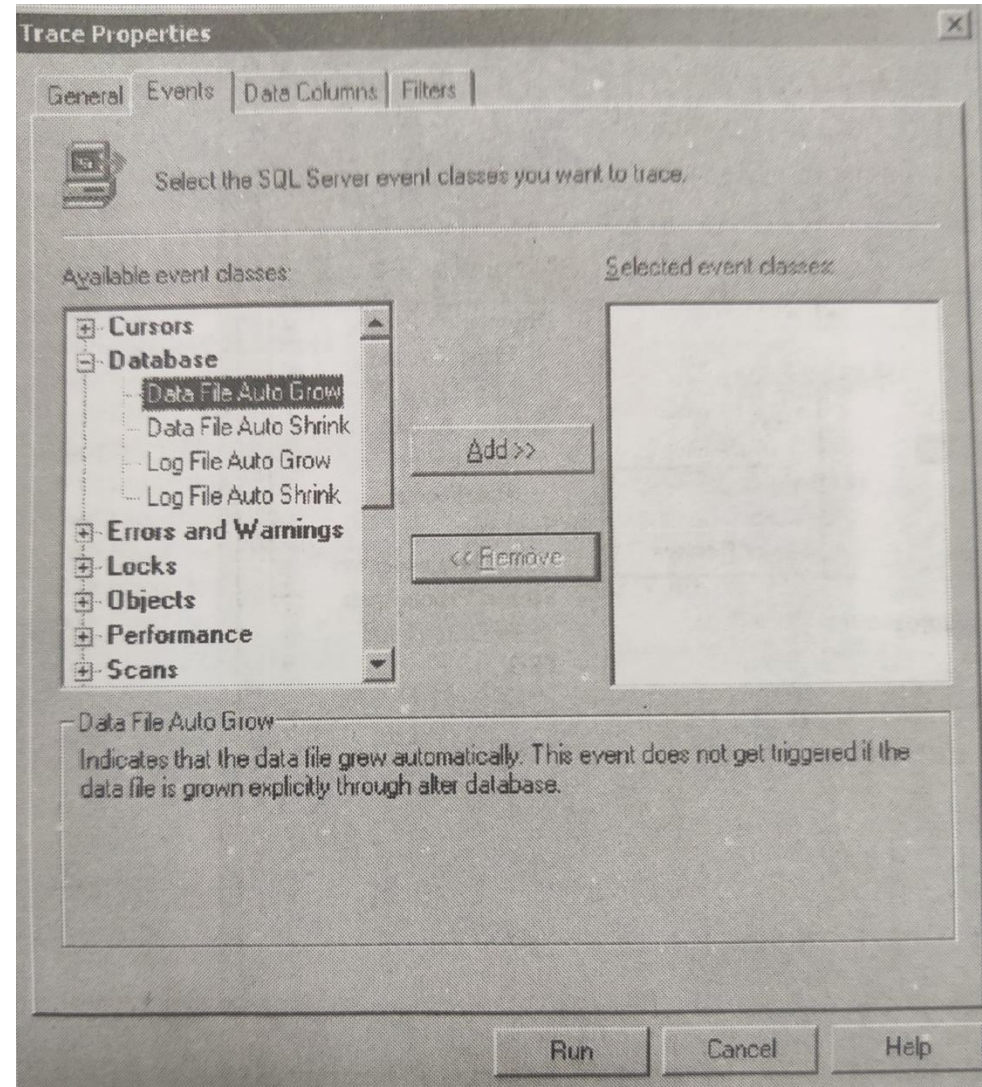 Trace Properties
General Events Data Columns Filters
Select the SQL Server event classes you want to trace.
Available event classes:
Selected event classes:
Cursors
Database
Data File Auto Grow
Data File Auto Shrink
Log File Auto Grow
Log File Auto Shrink
Errors and Warnings
Locks
Objects
Performance
Scans
Add >>
<< Remove
Data File Auto Grow
Indicates that the data file grew automatically. This event does not get triggered if the
data file is grown explicitly through alter database.
Run Cancel Help